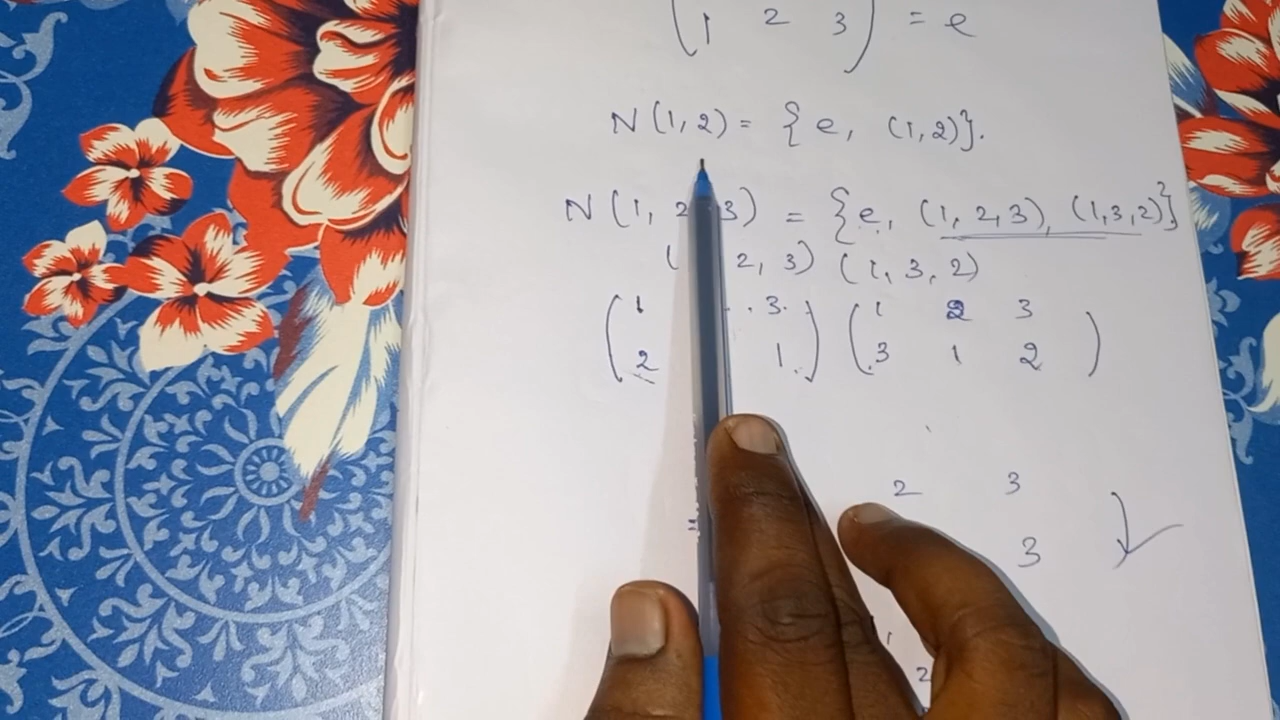 ( 1 2 3 ) = e
N (1, 2) = { e, (1, 2)}.
N (1, 2 3) = { e, (1, 2, 3), (1, 3, 2)}
( 2, 3) (1, 3, 2)
( 1 3 ) ( 1 2 3
2 1 ) ( 3 1 2 )
2 3
3
2